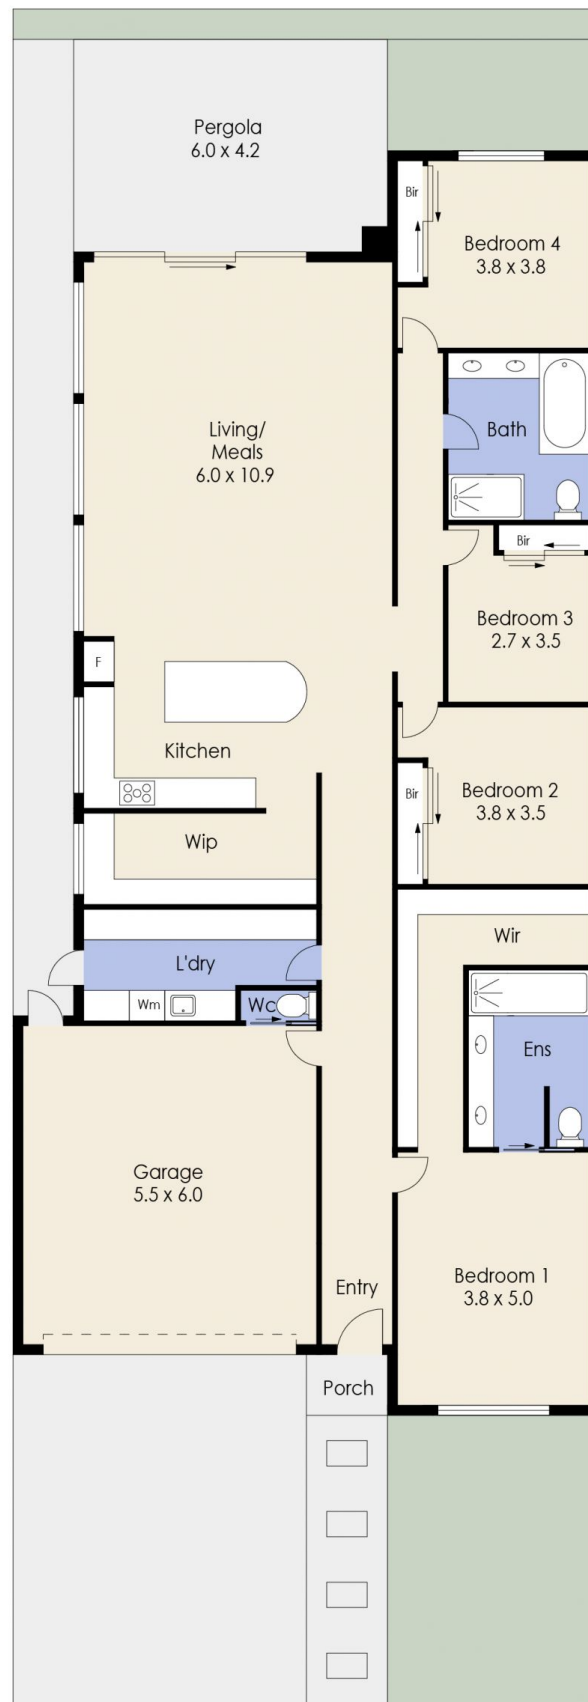 Pergola
6.0 x 4.2
Bir
Bedroom 4
3.8 x 3.8
Living/
Meals
6.0 x 10.9
Bath
Bir
Bedroom 3
2.7 x 3.5
F
Kitchen
Bir
Bedroom 2
3.8 x 3.5
Wip
Wir
L'dry
Wm
Wc
Ens
Garage
5.5 x 6.0
Entry
Bedroom 1
3.8 x 5.0
Porch